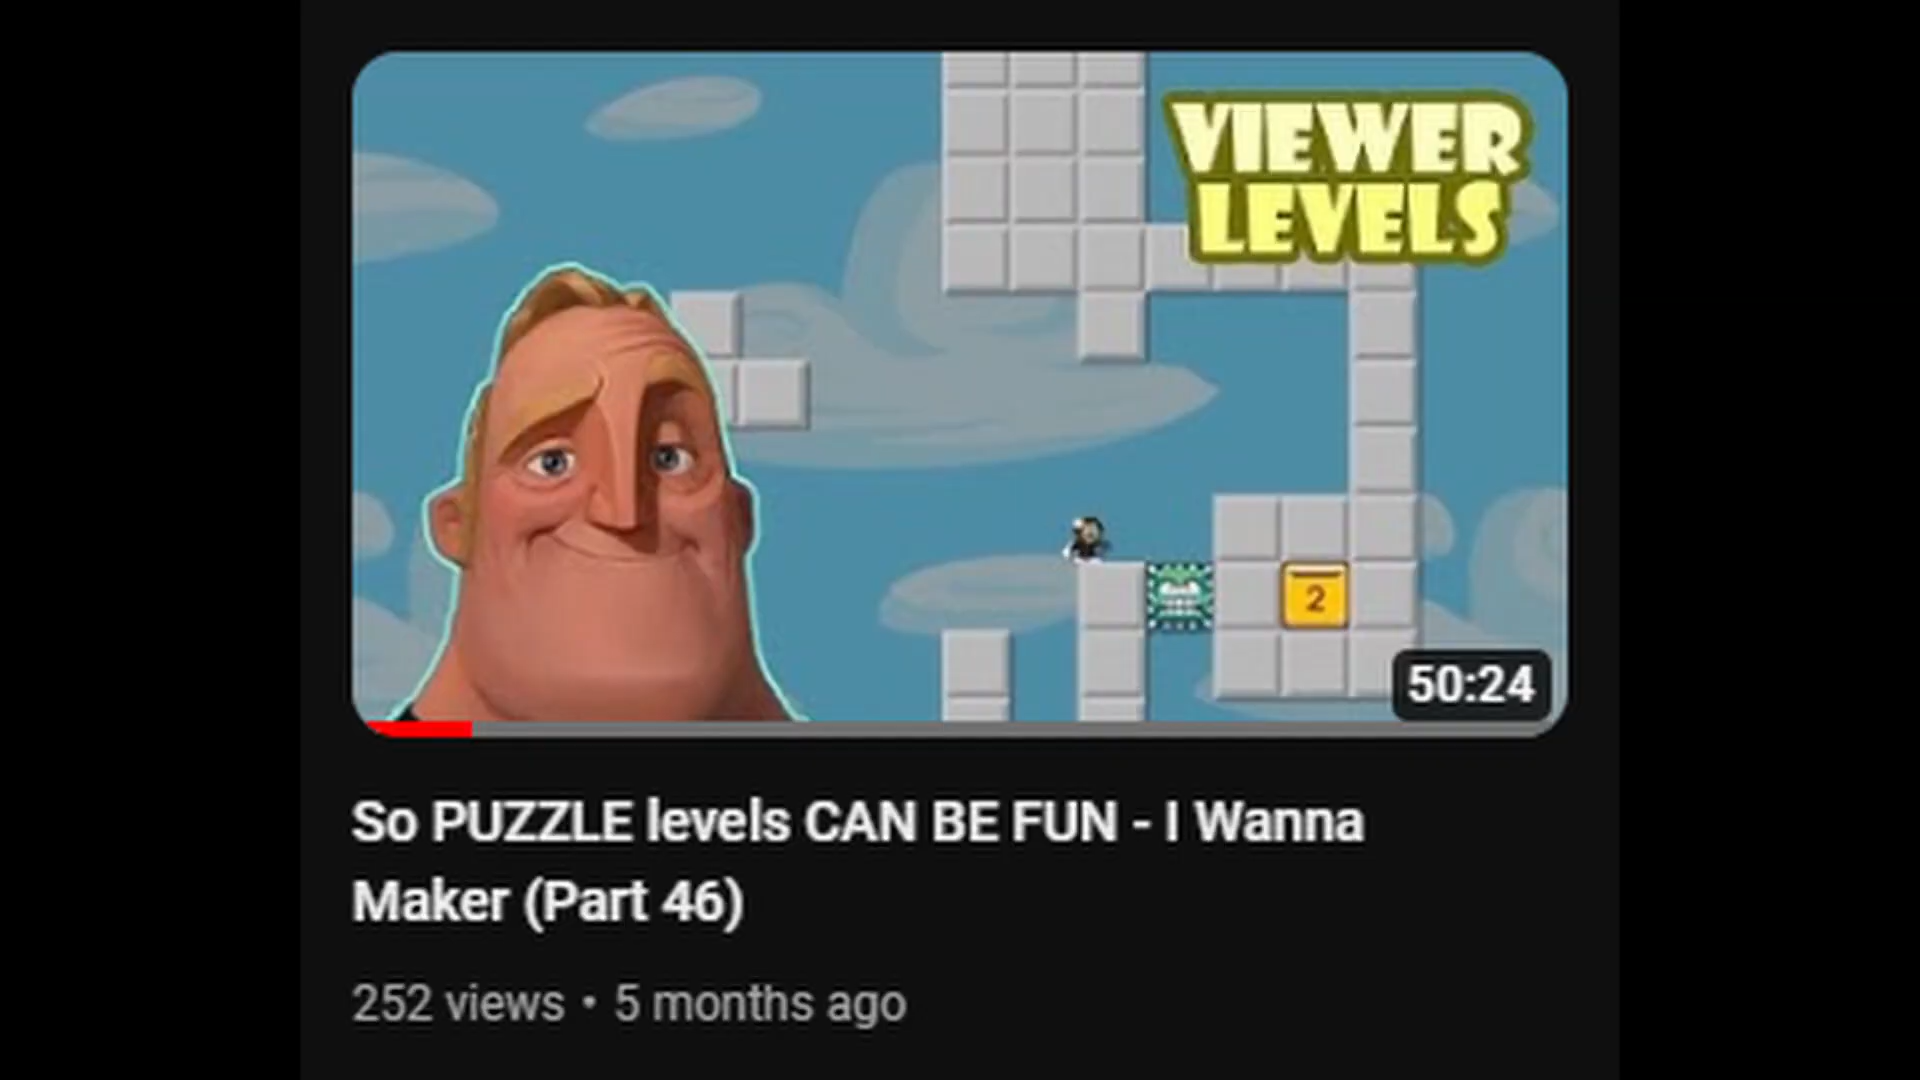 VIEWER
LEVELS
2
50:24
So PUZZLE levels CAN BE FUN - I Wanna
Maker (Part 46)
252 views • 5 months ago